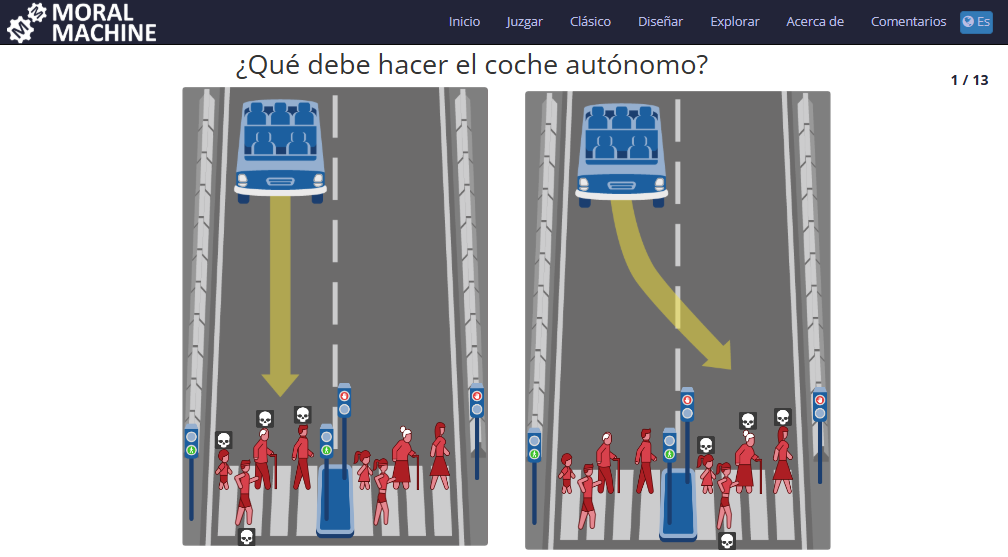 MORAL
MACHINE
Inicio Juzgar Clásico Diseñar Explorar Acerca de Comentarios Es
¿Qué debe hacer el coche autónomo?
1 / 13